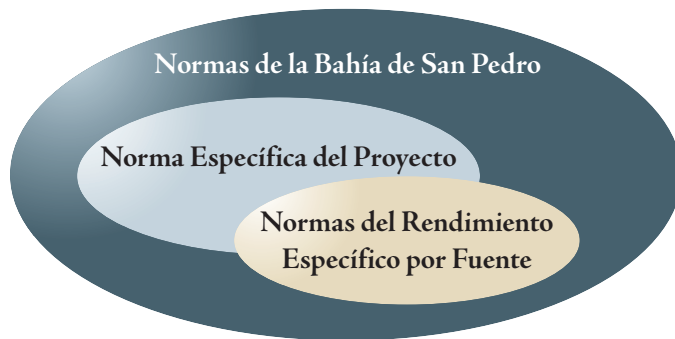 Normas de la Bahía de San Pedro
Norma Específica del Proyecto
Normas del Rendimiento
Específico por Fuente